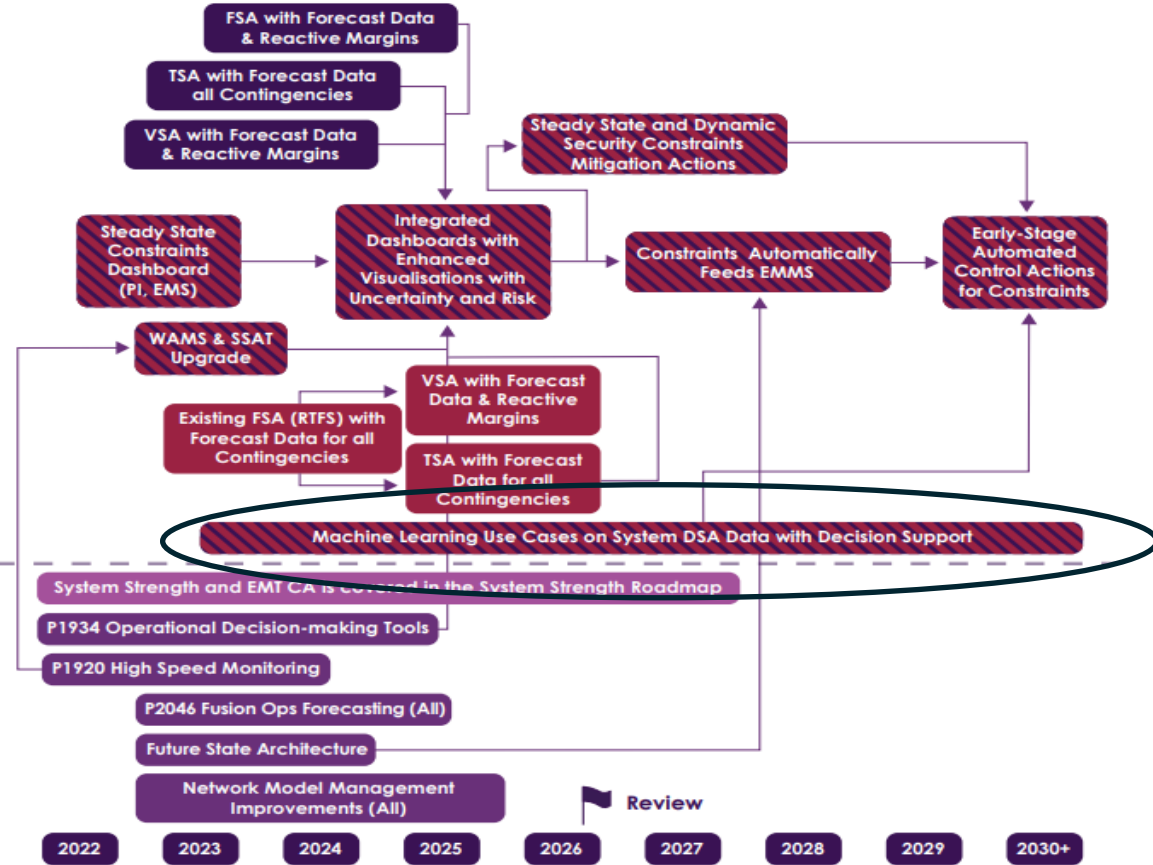 FSA with Forecast Data
& Reactive Margins
TSA with Forecast Data
all Contingencies
VSA with Forecast Data
& Reactive Margins
Steady State and Dynamic
Security Constraints
Mitigation Actions
Steady State
Constraints
Dashboard
(PI, EMS)
Integrated
Dashboards with
Enhanced
Visualisations with
Uncertainty and Risk
Constraints Automatically
Feeds EMMS
Early-Stage
Automated
Control Actions
for Constraints
WAMS & SSAT
Upgrade
VSA with Forecast
Data & Reactive
Margins
Existing FSA (RTFS) with
Forecast Data for all
Contingencies
TSA with Forecast
Data for all
Contingencies
Machine Learning Use Cases on System DSA Data with Decision Support
System Strength and EMT CA is covered in the System Strength Roadmap
P1934 Operational Decision-making Tools
P1920 High Speed Monitoring
P2046 Fusion Ops Forecasting (All)
Future State Architecture
Network Model Management
Improvements (All)
Review
2022
2023
2024
2025
2026
2027
2028
2029
2030+